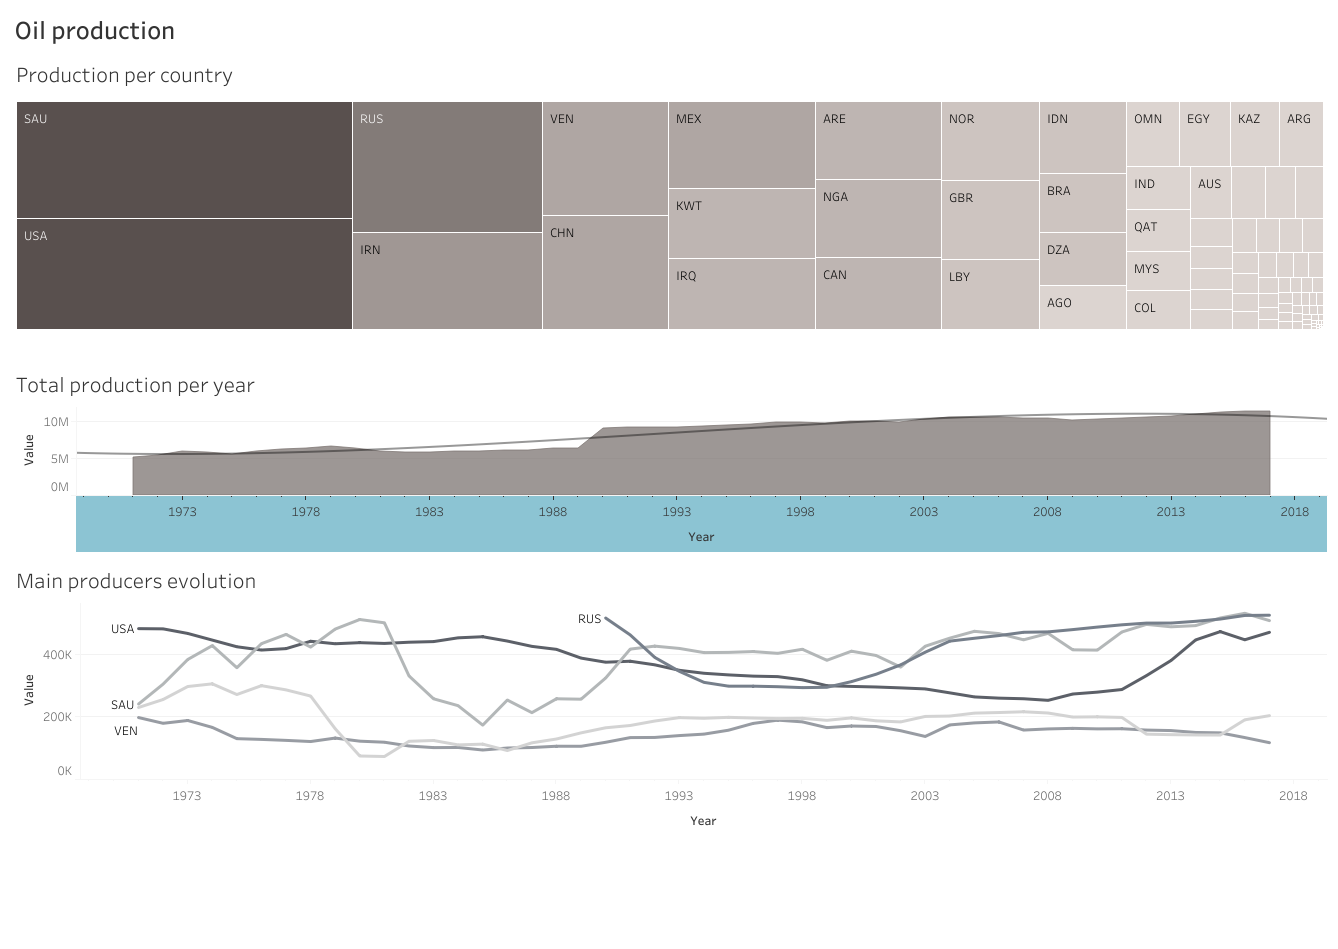 Oil production
Production per country
SAU
RUS
VEN
MEX
ARE
NOR
IDN
OMN
EGY
KAZ
ARG
IND
AUS
BRA
NGA
GBR
KWT
CHN
QAT
USA
IRN
DZA
MYS
IRQ
CAN
LBY
AGO
COL
Total production per year
10M
5M
0M
Value
1973
1978
1983
1988
1993
1998
2003
2008
2013
2018
Year
Main producers evolution
USA
RUS
SAU
VEN
400K
200K
0K
Value
1973
1978
1983
1988
1993
1998
2003
2008
2013
2018
Year